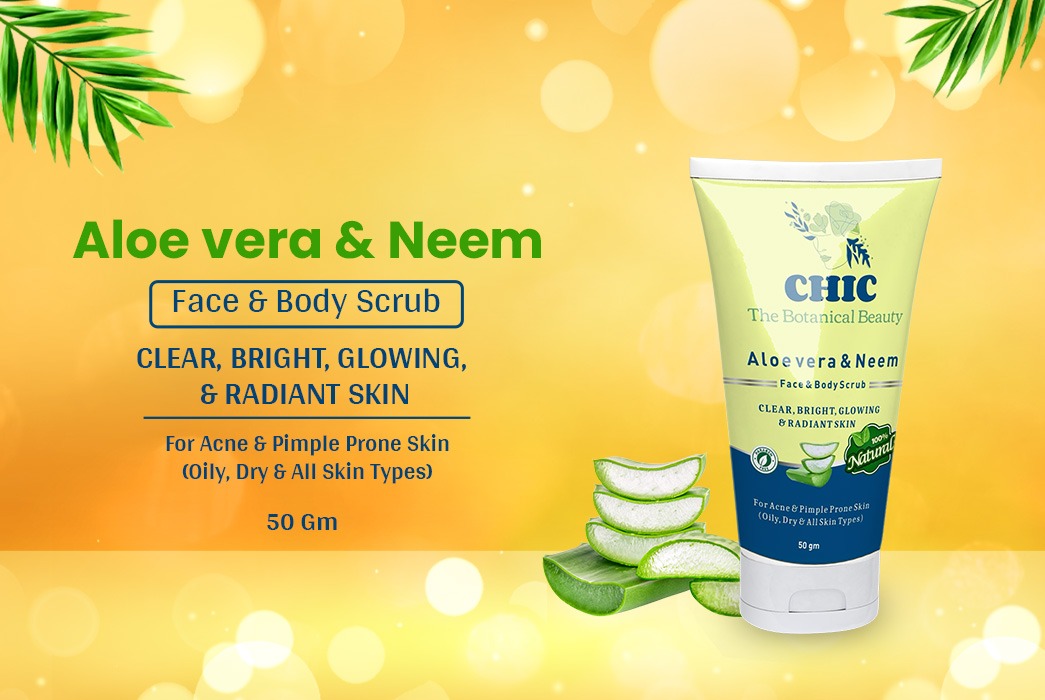 Aloe vera & Neem
Face & Body Scrub
CLEAR, BRIGHT, GLOWING,
& RADIANT SKIN
For Acne & Pimple Prone Skin
(Oily, Dry & All Skin Types)
50 Gm
CHIC
The Botanical Beauty
Aloe vera & Neem
Face & Body Scrub
CLEAR, BRIGHT, GLOWING
& RADIANT SKIN
100%
Natural
For Acne & Pimple Prone Skin
(Oily, Dry & All Skin Types)
50 gm